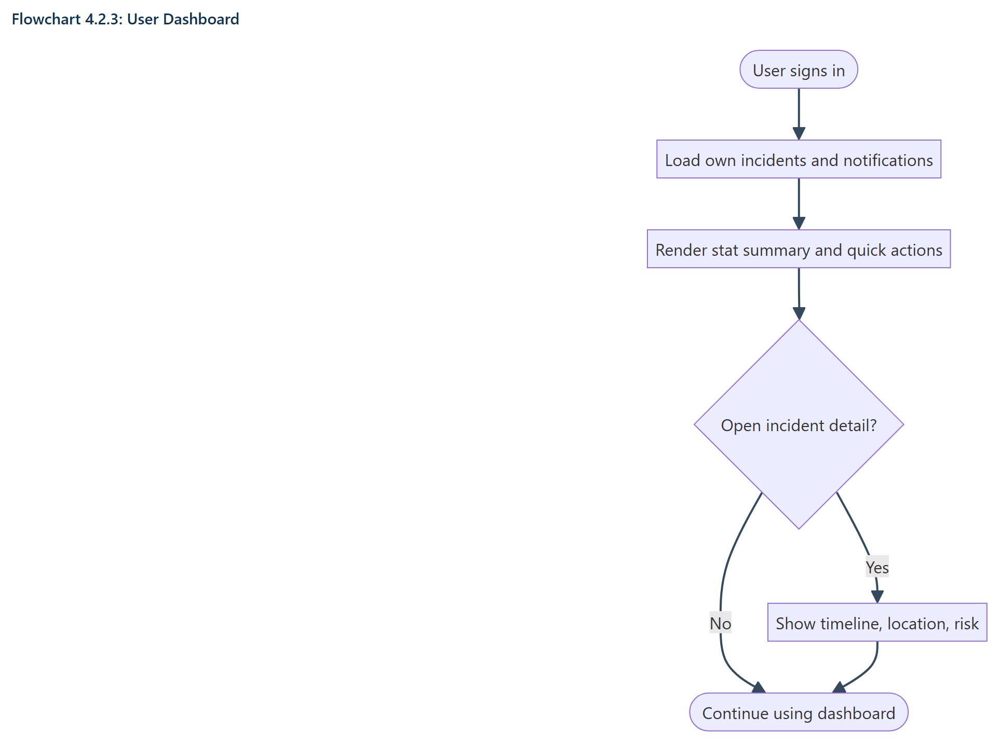 Flowchart 4.2.3: User Dashboard
User signs in
Load own incidents and notifications
Render stat summary and quick actions
Open incident detail?
Yes
No
Show timeline, location, risk
Continue using dashboard